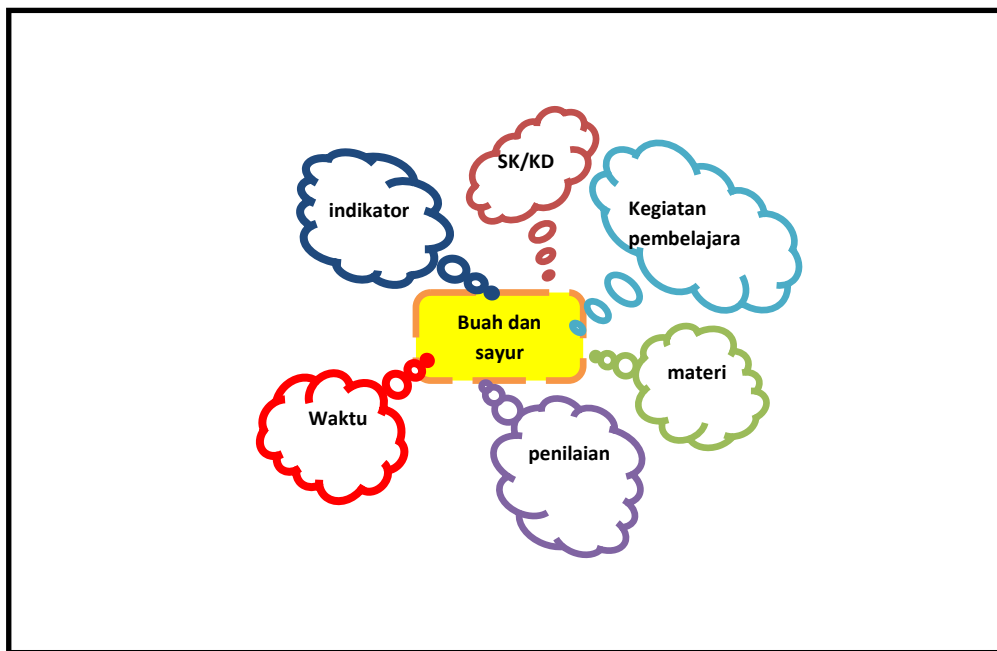 SK/KD
indikator
Kegiatan
pembelajara
Buah dan
sayur
materi
Waktu
penilaian